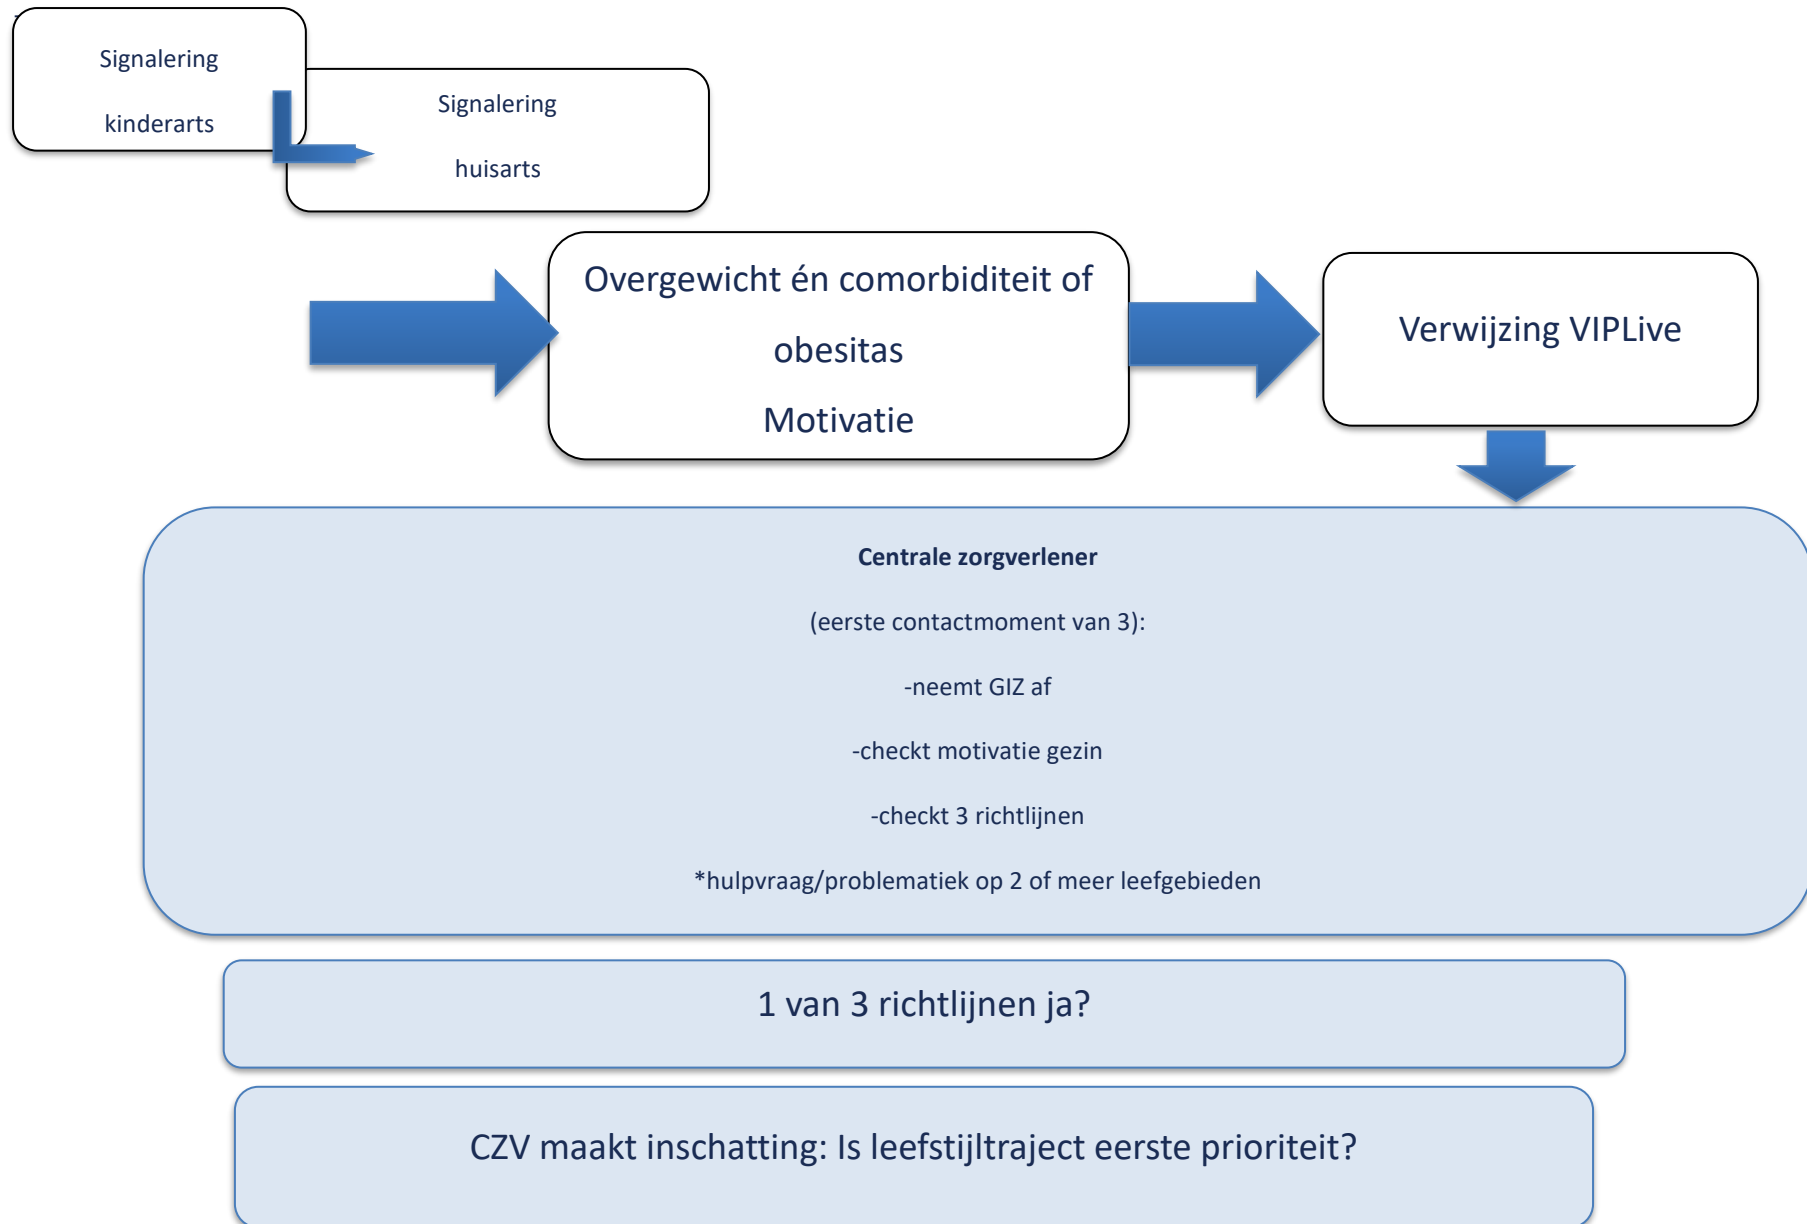 Signalering
kinderarts
Signalering
huisarts
Overgewicht én comorbiditeit of
obesitas
Motivatie
Verwijzing VIPLive
Centrale zorgverlener
(eerste contactmoment van 3):
-neemt GIZ af
-checkt motivatie gezin
-checkt 3 richtlijnen
*hulpvraag/problematiek op 2 of meer leefgebieden
1 van 3 richtlijnen ja?
CZV maakt inschatting: Is leefstijltraject eerste prioriteit?